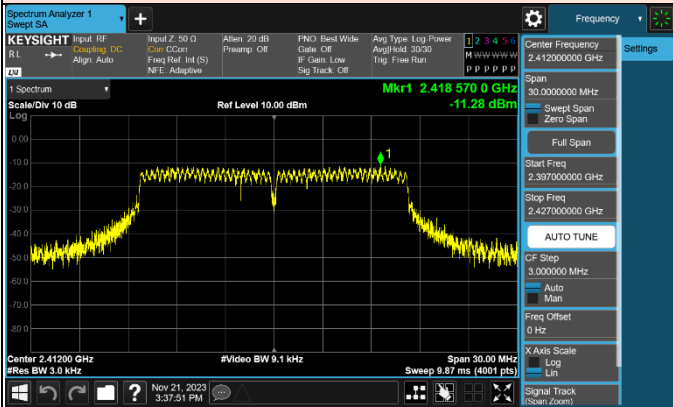 Spectrum Analyzer 1
Swept SA
+
Frequency
KEYSIGHT Input: RF Input Z: 50 Ω Atten: 20 dB PNO: Best Wide Avg Type: Log-Power 1 2 3 4 5 6
RL Coupling: DC Corr CCorr Preamp: Off Gate: Off Avg|Hold: 30/30 M W W W W W
Align: Auto Freq Ref: Int (S) IF Gain: Low Trig: Free Run P P P P P P
NFE: Adaptive Sig Track: Off
LXI
1 Spectrum
Mkr1 2.418 570 0 GHz
Scale/Div 10 dB Ref Level 10.00 dBm -11.28 dBm
Log
0.00
1
-10.0
-20.0
-30.0
-40.0
-50.0
-60.0
-70.0
-80.0
Center 2.41200 GHz #Video BW 9.1 kHz Span 30.00 MHz
#Res BW 3.0 kHz Sweep 9.87 ms (4001 pts)
? Nov 21, 2023
3:37:51 PM
Center Frequency
2.412000000 GHz
Settings
Span
30.0000000 MHz
Swept Span
Zero Span
Full Span
Start Freq
2.397000000 GHz
Stop Freq
2.427000000 GHz
AUTO TUNE
CF Step
3.000000 MHz
Auto
Man
Freq Offset
0 Hz
X Axis Scale
Log
Lin
Signal Track
(Span Zoom)